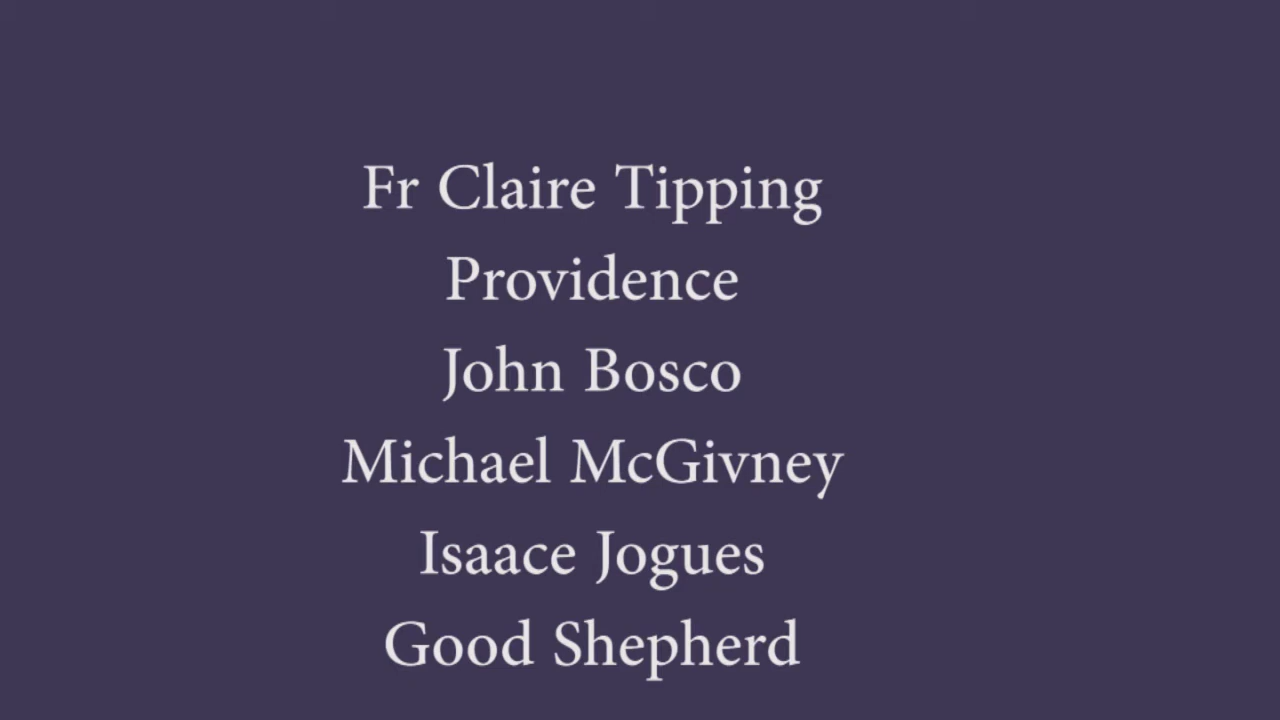 Fr Claire Tipping
Providence
John Bosco
Michael McGivney
Isaace Jogues
Good Shepherd